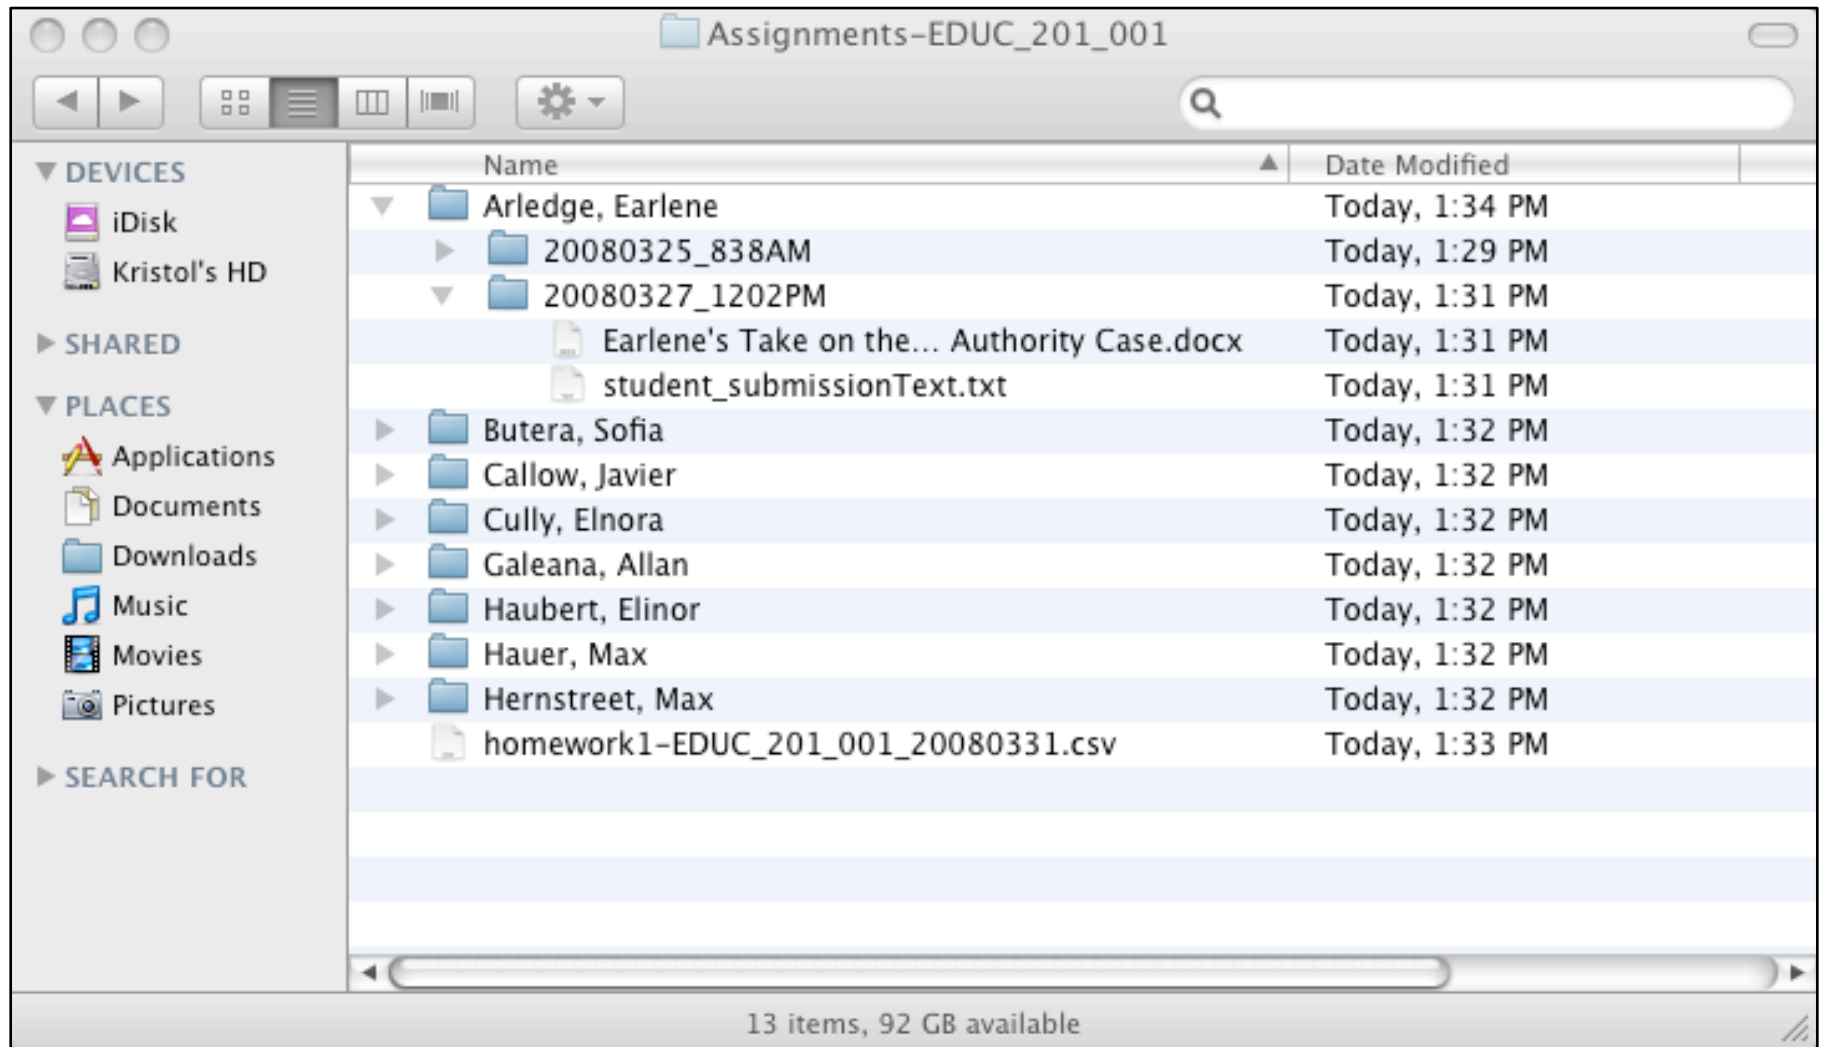 Assignments-EDUC_201_001
DEVICES
iDisk
Kristol's HD
SHARED
PLACES
Applications
Documents
Downloads
Music
Movies
Pictures
SEARCH FOR
Name Date Modified
Arledge, Earlene Today, 1:34 PM
20080325_838AM Today, 1:29 PM
20080327_1202PM Today, 1:31 PM
Earlene's Take on the... Authority Case.docx Today, 1:31 PM
student_submissionText.txt Today, 1:31 PM
Butera, Sofia Today, 1:32 PM
Callow, Javier Today, 1:32 PM
Cully, Elnora Today, 1:32 PM
Galeana, Allan Today, 1:32 PM
Haubert, Elinor Today, 1:32 PM
Hauer, Max Today, 1:32 PM
Hernstreet, Max Today, 1:32 PM
homework1-EDUC_201_001_20080331.csv Today, 1:33 PM
13 items, 92 GB available